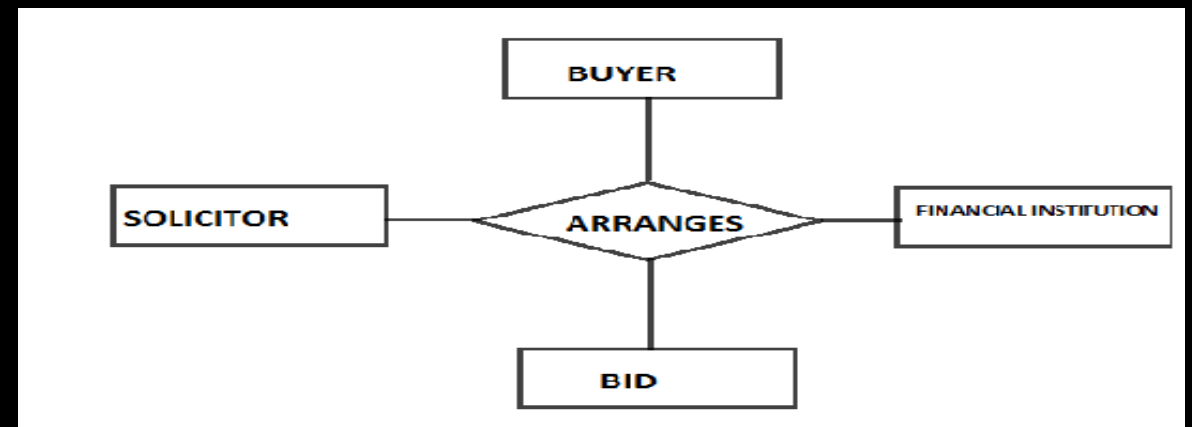 BUYER
SOLICITOR
ARRANGES
FINANCIAL INSTITUTION
BID